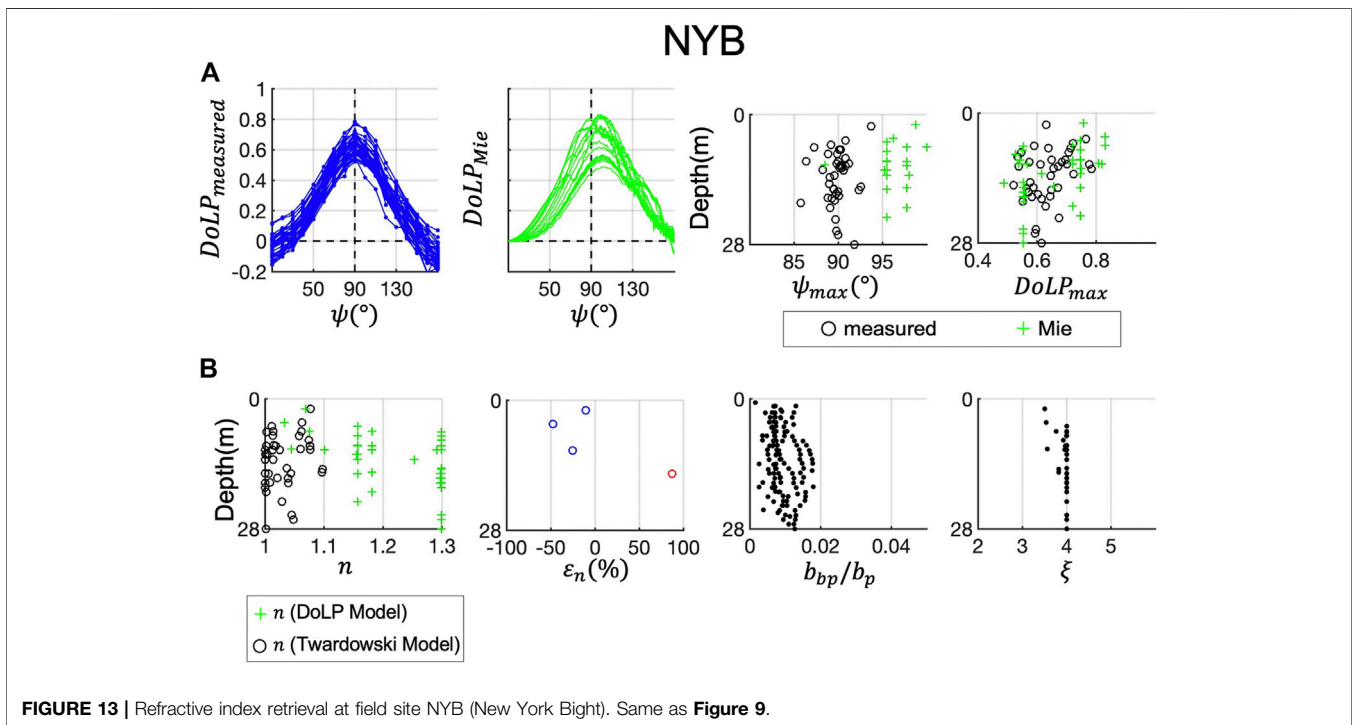 NYB
A
DoLP_measured
1
0.8
0.6
0.4
0.2
0
-0.2
50 90 130
ψ(°)
DoLP_Mie
50 90 130
ψ(°)
Depth(m)
0
28
85 90 95
ψ_max(°)
0
28
0.4 0.6 0.8
DoLP_max
measured Mie
B
Depth(m)
0
28
1 1.1 1.2 1.3
n
0
28
-100 -50 0 50 100
ε_n(%)
0
28
0 0.02 0.04
b_bp/b_p
0
28
2 3 4 5
ξ
n (DoLP Model)
n (Twardowski Model)
FIGURE 13 | Refractive index retrieval at field site NYB (New York Bight). Same as Figure 9.